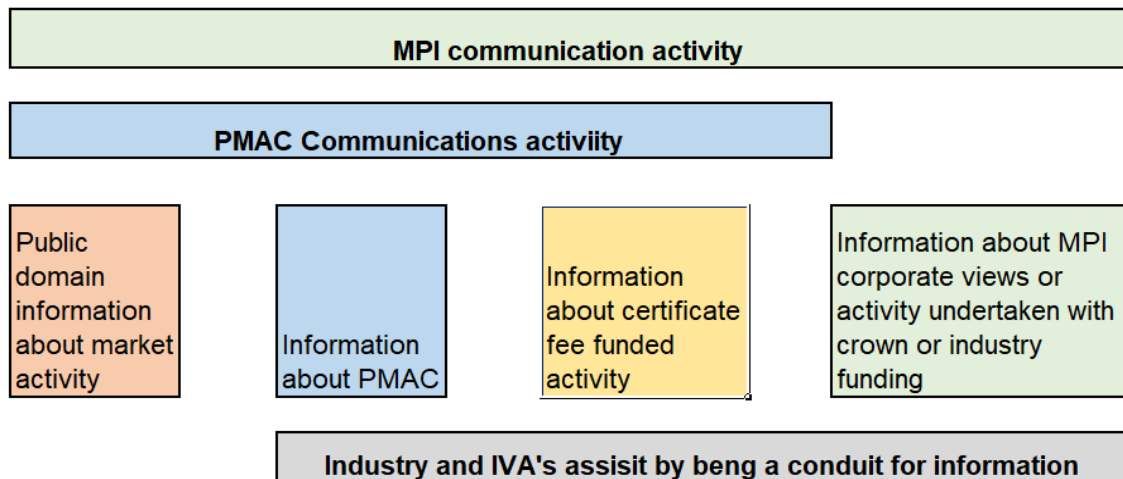 MPI communication activity
PMAC Communications activiity
Public
domain
information
about market
activity
Information
about PMAC
Information
about certificate
fee funded
activity
Information about MPI
corporate views or
activity undertaken with
crown or industry
funding
Industry and IVA's assisit by beng a conduit for information